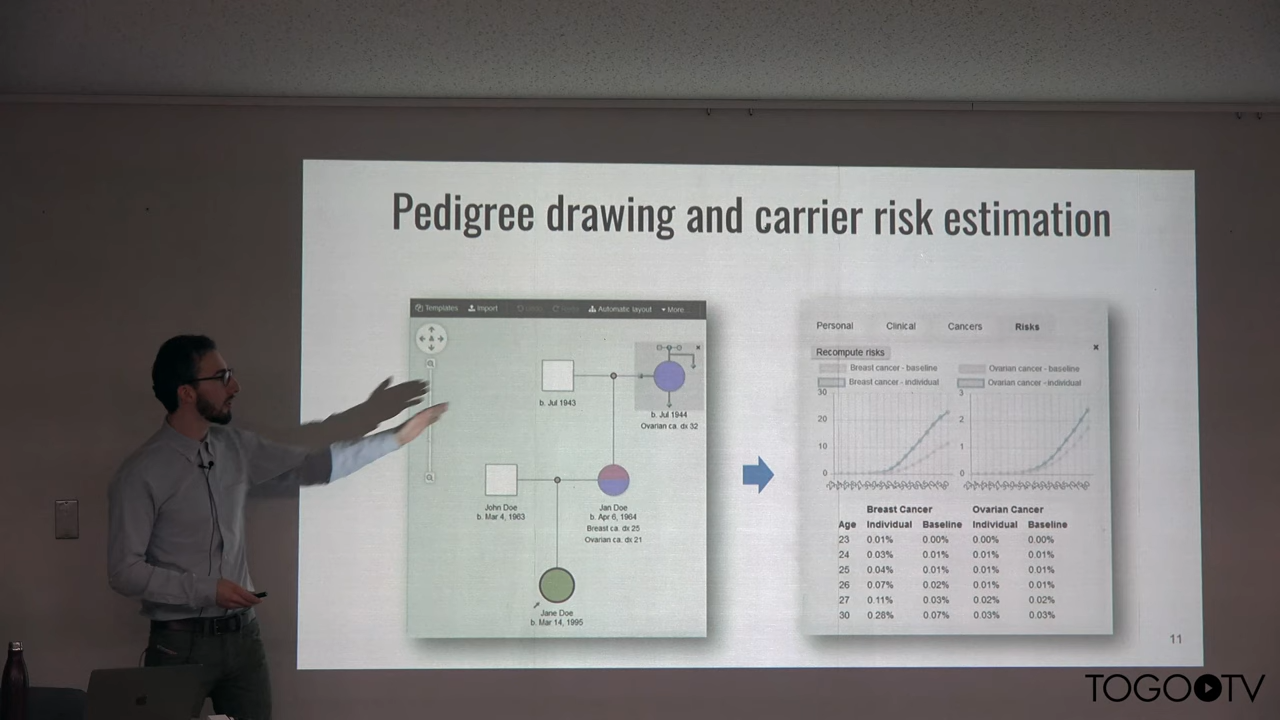 Pedigree drawing and carrier risk estimation
Templates Import Automatic layout More...
b. Jul 1943
b. Jul 1944
Ovarian ca. dx 32
John Doe
b. Mar 4, 1963
Jan Doe
b. Apr 6, 1964
Breast ca. dx 25
Ovarian ca. dx 21
Jane Doe
b. Mar 14, 1995
Personal Clinical Cancers Risks
Recompute risks
Breast cancer - baseline Ovarian cancer - baseline
Breast cancer - individual Ovarian cancer - individual
30 3
20 2
10 1
0 0
Breast Cancer Ovarian Cancer
Age Individual Baseline Individual Baseline
23 0.01% 0.00% 0.00% 0.00%
24 0.03% 0.01% 0.01% 0.01%
25 0.04% 0.01% 0.01% 0.01%
26 0.07% 0.02% 0.01% 0.01%
27 0.11% 0.03% 0.02% 0.02%
30 0.28% 0.07% 0.03% 0.03%
11
TOGOTV